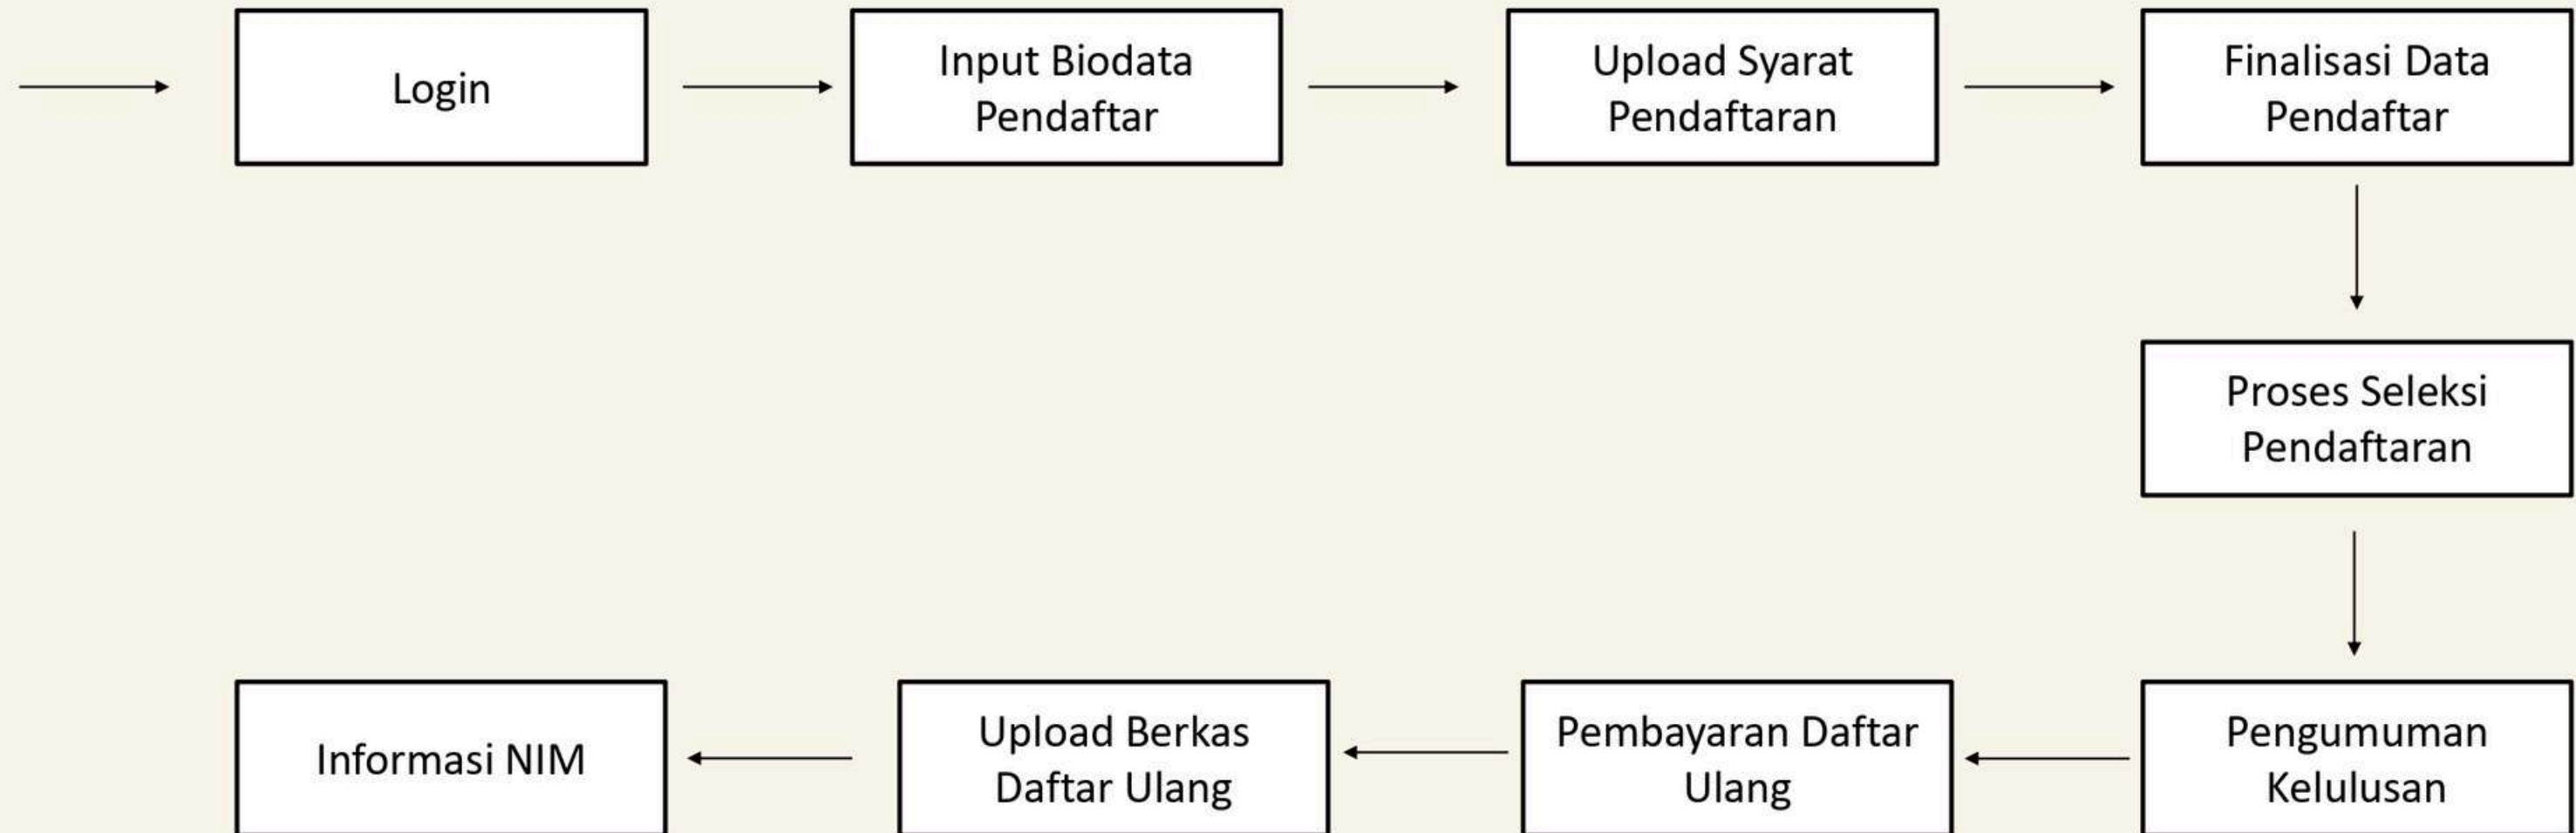 Login
Input Biodata
Pendaftar
Upload Syarat
Pendaftaran
Finalisasi Data
Pendaftar
Proses Seleksi
Pendaftaran
Pengumuman
Kelulusan
Pembayaran Daftar
Ulang
Upload Berkas
Daftar Ulang
Informasi NIM